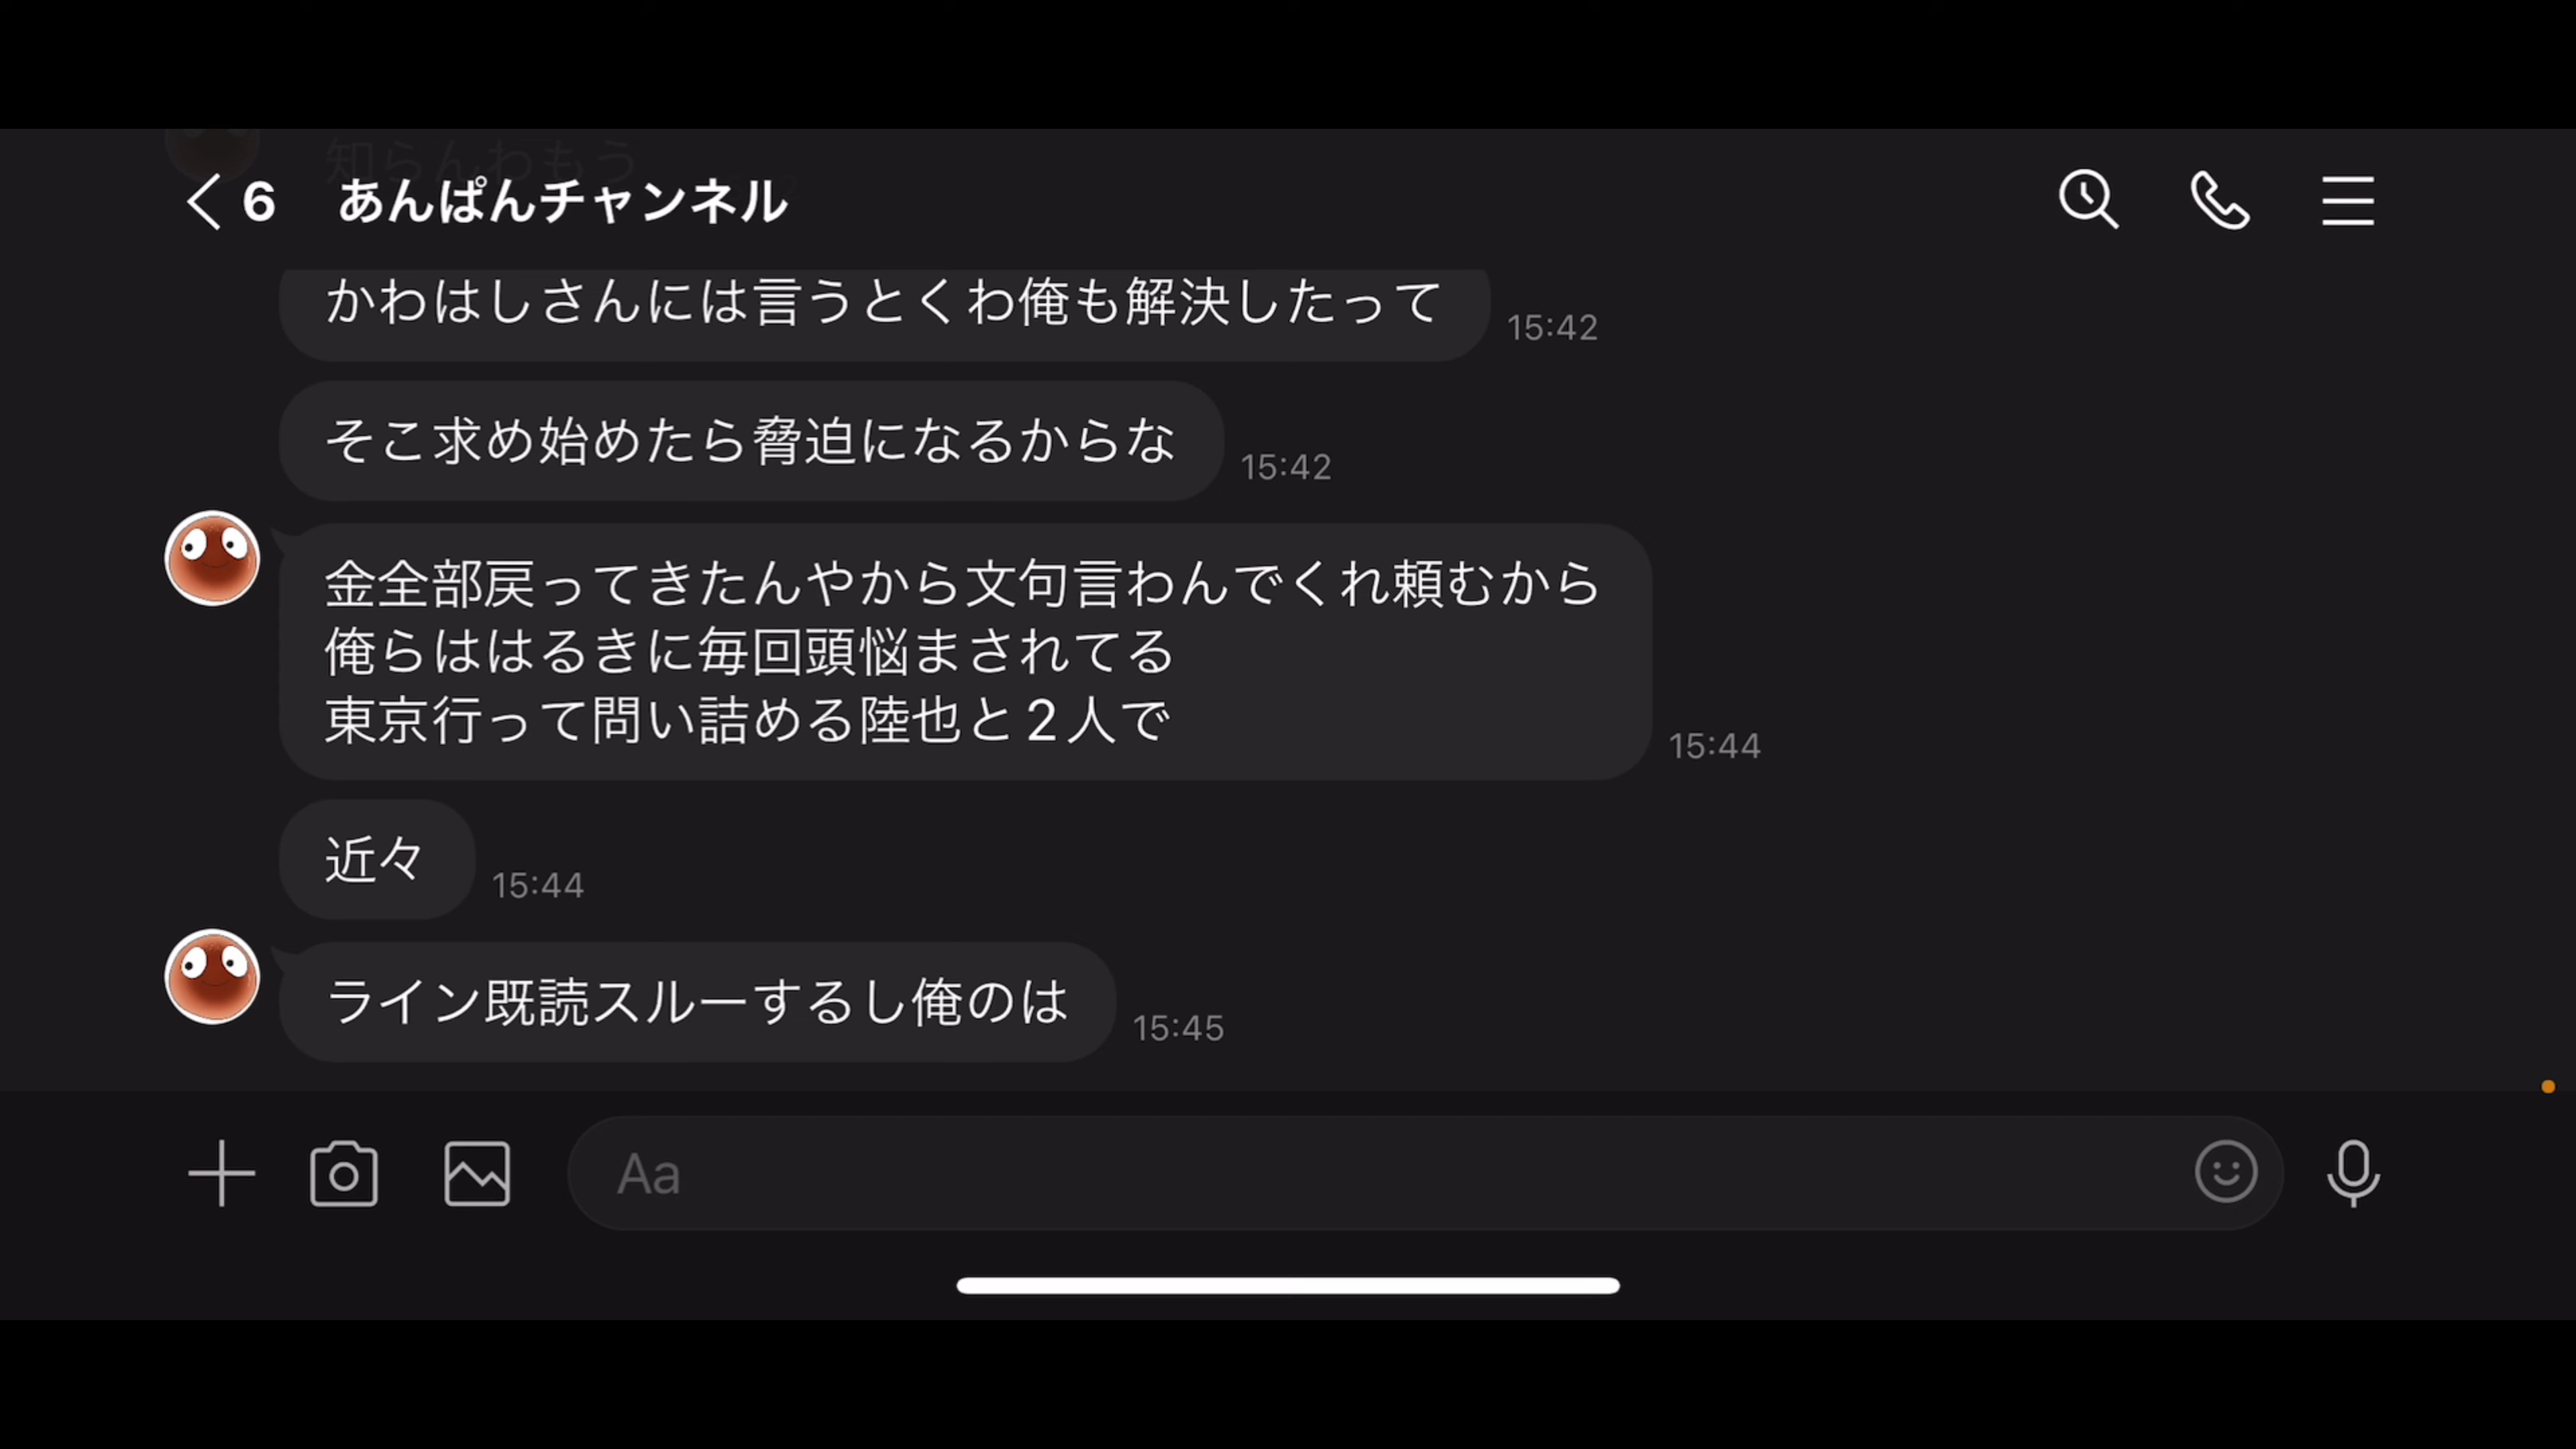 知らんわもう
6 あんぱんチャンネル
かわはしさんには言うとくわ俺も解決したって
15:42
そこ求め始めたら脅迫になるからな
15:42
金全部戻ってきたんやから文句言わんでくれ頼むから
俺らははるきに毎回頭悩まされてる
東京行って問い詰める陸也と2人で
15:44
近々
15:44
ライン既読スルーするし俺のは
15:45
Aa